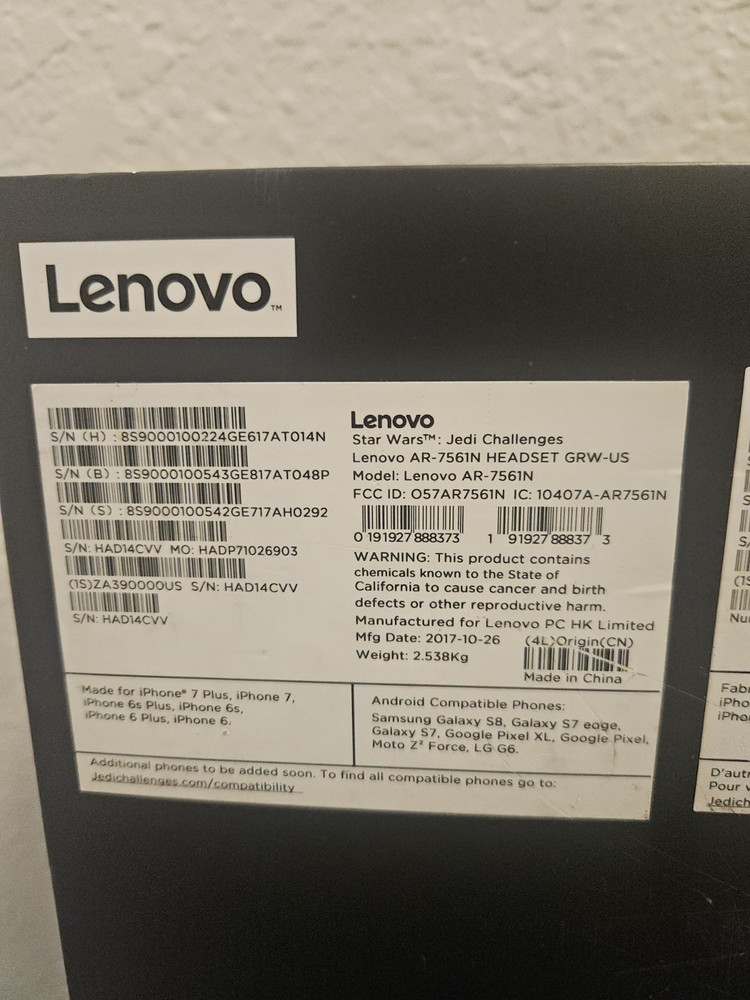 Lenovo™
S/N (H) : 8S9000100224GE617AT014N
S/N (B) : 8S9000100543GE817AT048P
S/N (S) : 8S9000100542GE717AH0292
S/N: HAD14CVV MO: HADP71026903
(1S)ZA390000US S/N: HAD14CVV
S/N: HAD14CVV
Lenovo
Star Wars™: Jedi Challenges
Lenovo AR-7561N HEADSET GRW-US
Model: Lenovo AR-7561N
FCC ID: O57AR7561N IC: 10407A-AR7561N
0 191927 888373 1 91927 88837 3
WARNING: This product contains
chemicals known to the State of
California to cause cancer and birth
defects or other reproductive harm.
Manufactured for Lenovo PC HK Limited
Mfg Date: 2017-10-26 (4L)Origin(CN)
Weight: 2.538Kg
Made in China
Made for iPhone® 7 Plus, iPhone 7,
iPhone 6s Plus, iPhone 6s,
iPhone 6 Plus, iPhone 6.
Android Compatible Phones:
Samsung Galaxy S8, Galaxy S7 edge,
Galaxy S7, Google Pixel XL, Google Pixel,
Moto Z² Force, LG G6.
Additional phones to be added soon. To find all compatible phones go to:
Jedichallenges.com/compatibility
Fab
iPho
iPho
D'autr
Pour v
Jedich